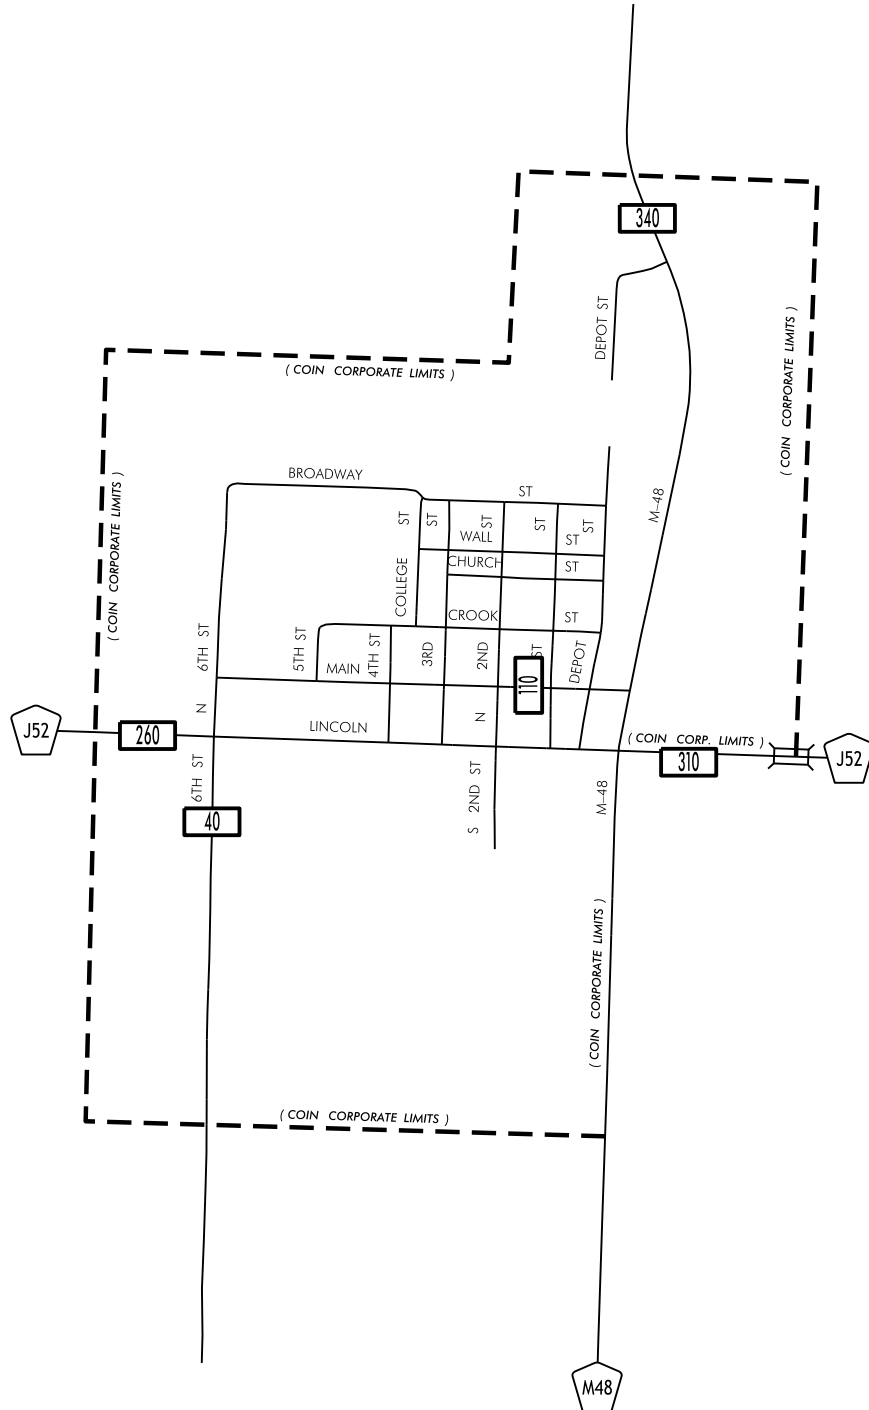 340
DEPOT ST
( COIN CORPORATE LIMITS )
( COIN CORPORATE LIMITS )
( COIN CORPORATE LIMITS )
M-48
BROADWAY ST
ST
ST
ST
ST
ST
WALL ST
CHURCH ST
COLLEGE
CROOK ST
6TH ST
5TH ST
4TH ST
3RD
2ND
ST
DEPOT
MAIN
110
N
N
LINCOLN
J52
260
( COIN CORP. LIMITS )
310
J52
6TH ST
S 2ND ST
M-48
40
( COIN CORPORATE LIMITS )
( COIN CORPORATE LIMITS )
M48